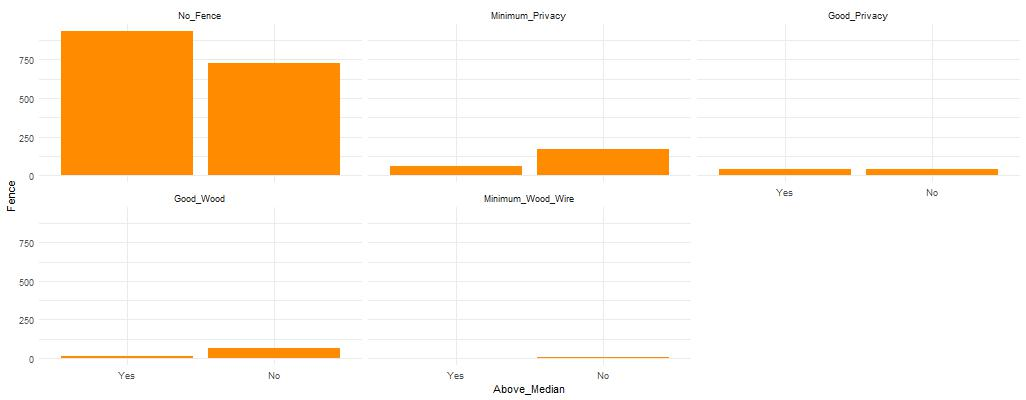 No_Fence
Minimum_Privacy
Good_Privacy
750
500
250
0
Yes
No
Fence
Good_Wood
Minimum_Wood_Wire
750
500
250
0
Yes
No
Yes
No
Above_Median